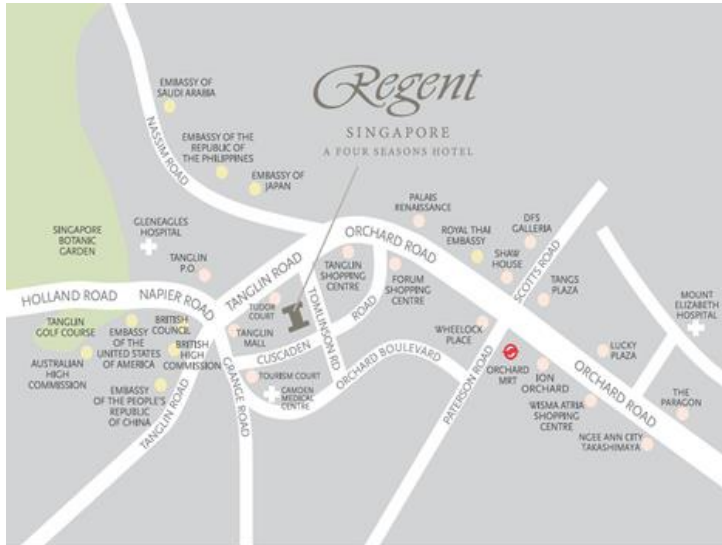 Regent
SINGAPORE
A FOUR SEASONS HOTEL
EMBASSY OF
SAUDI ARABIA
NASSIM ROAD
EMBASSY OF THE
REPUBLIC OF
THE PHILIPPINES
EMBASSY OF
JAPAN
SINGAPORE
BOTANIC
GARDEN
GLENEAGLES
HOSPITAL
TANGLIN
P.O.
PALAIS
RENAISSANCE
ORCHARD ROAD
ROYAL THAI
EMBASSY
DFS
GALLERIA
SHAW
HOUSE
SCOTTS ROAD
TANGS
PLAZA
MOUNT
ELIZABETH
HOSPITAL
TANGLIN ROAD
TANGLIN
SHOPPING
CENTRE
FORUM
SHOPPING
CENTRE
HOLLAND ROAD
NAPIER ROAD
TUDOR
COURT
TOMLINSON RD
TANGLIN
MALL
CUSCADEN
ROAD
TANGLIN
GOLF COURSE
EMBASSY
OF THE
UNITED STATES
OF AMERICA
BRITISH
COUNCIL
BRITISH
HIGH
COMMISSION
AUSTRALIAN
HIGH
COMMISSION
EMBASSY
OF THE PEOPLE'S
REPUBLIC
OF CHINA
TANGLIN ROAD
GRANGE ROAD
TOURISM COURT
CAMDEN
MEDICAL
CENTRE
ORCHARD BOULEVARD
WHEELOCK
PLACE
PATERSON ROAD
ORCHARD
MRT
ION
ORCHARD
LUCKY
PLAZA
ORCHARD ROAD
WISMA ATRIA
SHOPPING
CENTRE
THE
PARAGON
NGEE ANN CITY
TAKASHIMAYA